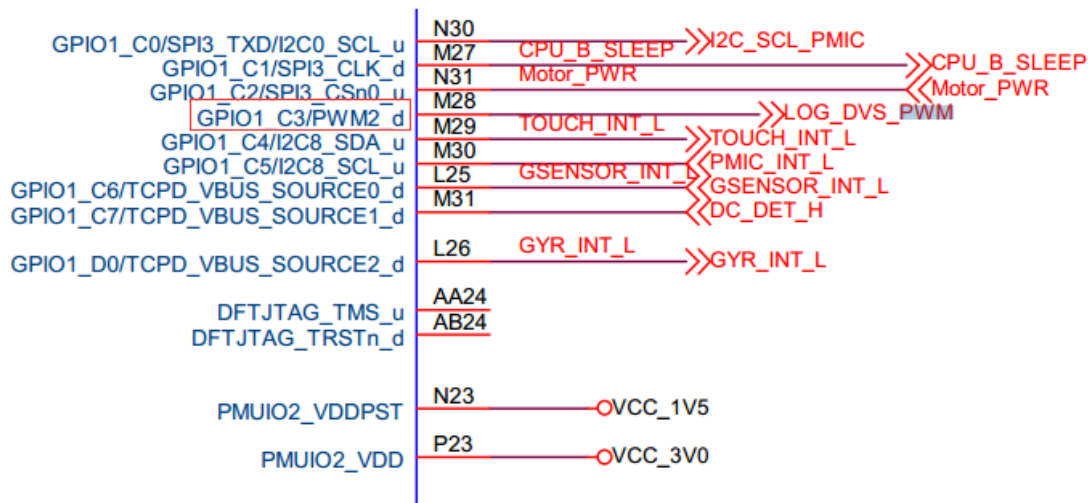 GPIO1_C0/SPI3_TXD/I2C0_SCL_u N30 I2C_SCL_PMIC
GPIO1_C1/SPI3_CLK_d M27 CPU_B_SLEEP CPU_B_SLEEP
GPIO1_C2/SPI3_CSn0_u N31 Motor_PWR Motor_PWR
GPIO1_C3/PWM2_d M28 LOG_DVS_PWM
GPIO1_C4/I2C8_SDA_u M29 TOUCH_INT_L TOUCH_INT_L
GPIO1_C5/I2C8_SCL_u M30 PMIC_INT_L
GPIO1_C6/TCPD_VBUS_SOURCE0_d L25 GSENSOR_INT_L GSENSOR_INT_L
GPIO1_C7/TCPD_VBUS_SOURCE1_d M31 DC_DET_H
GPIO1_D0/TCPD_VBUS_SOURCE2_d L26 GYR_INT_L GYR_INT_L
DFTJTAG_TMS_u AA24
DFTJTAG_TRSTn_d AB24
PMUIO2_VDDPST N23 VCC_1V5
PMUIO2_VDD P23 VCC_3V0